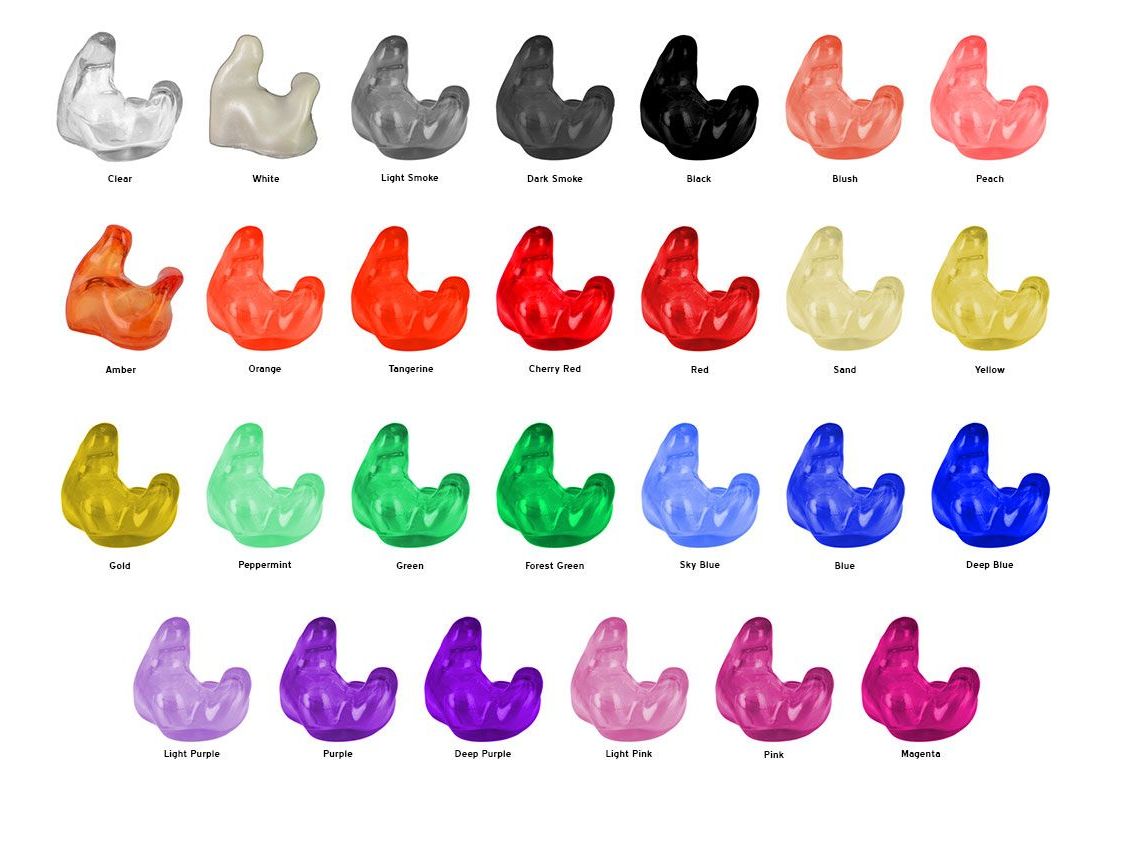 Clear
White
Light Smoke
Dark Smoke
Black
Blush
Peach
Amber
Orange
Tangerine
Cherry Red
Red
Sand
Yellow
Gold
Peppermint
Green
Forest Green
Sky Blue
Blue
Deep Blue
Light Purple
Purple
Deep Purple
Light Pink
Pink
Magenta